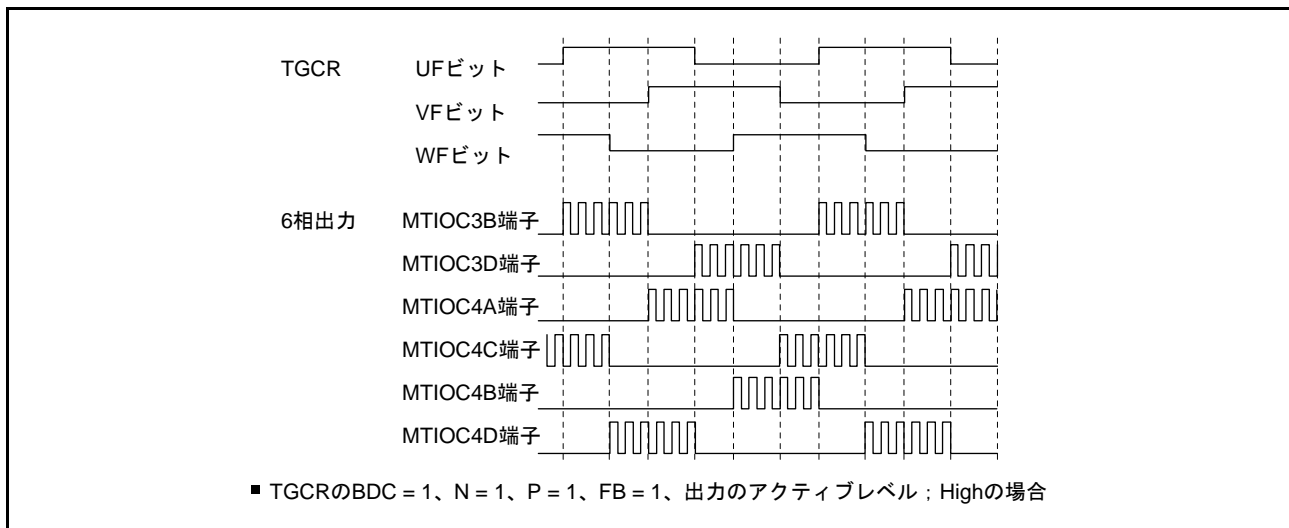 TGCR UFビット
VFビット
WFビット
6相出力 MTIOC3B端子
MTIOC3D端子
MTIOC4A端子
MTIOC4C端子
MTIOC4B端子
MTIOC4D端子
■ TGCRのBDC = 1、N = 1、P = 1、FB = 1、出力のアクティブレベル；Highの場合